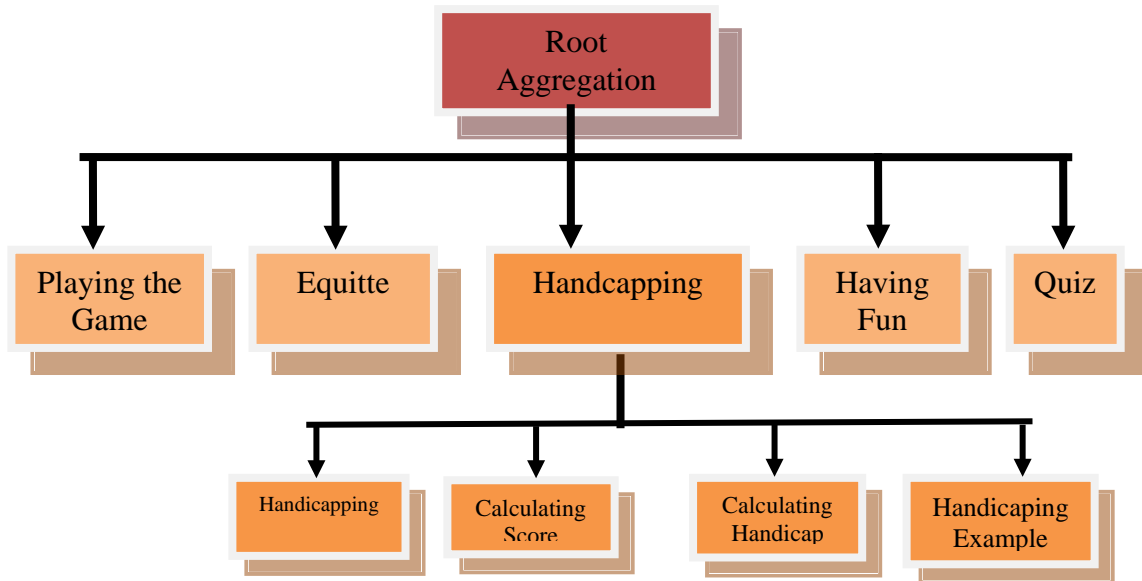 Root
Aggregation
Playing the
Game
Equitte
Handcapping
Having
Fun
Quiz
Handicapping
Calculating
Score
Calculating
Handicap
Handicaping
Example